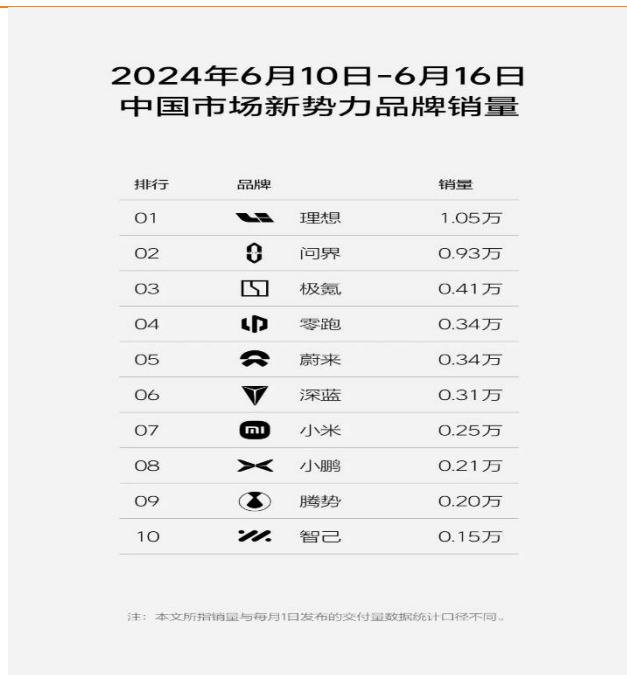 2024年6月10日-6月16日
中国市场新势力品牌销量
排行 品牌 销量
01 理想 1.05万
02 问界 0.93万
03 极氪 0.41万
04 零跑 0.34万
05 蔚来 0.34万
06 深蓝 0.31万
07 mi 小米 0.25万
08 小鹏 0.21万
09 腾势 0.20万
10 智己 0.15万
注：本文所指销量与每月1日发布的交付量数据统计口径不同。